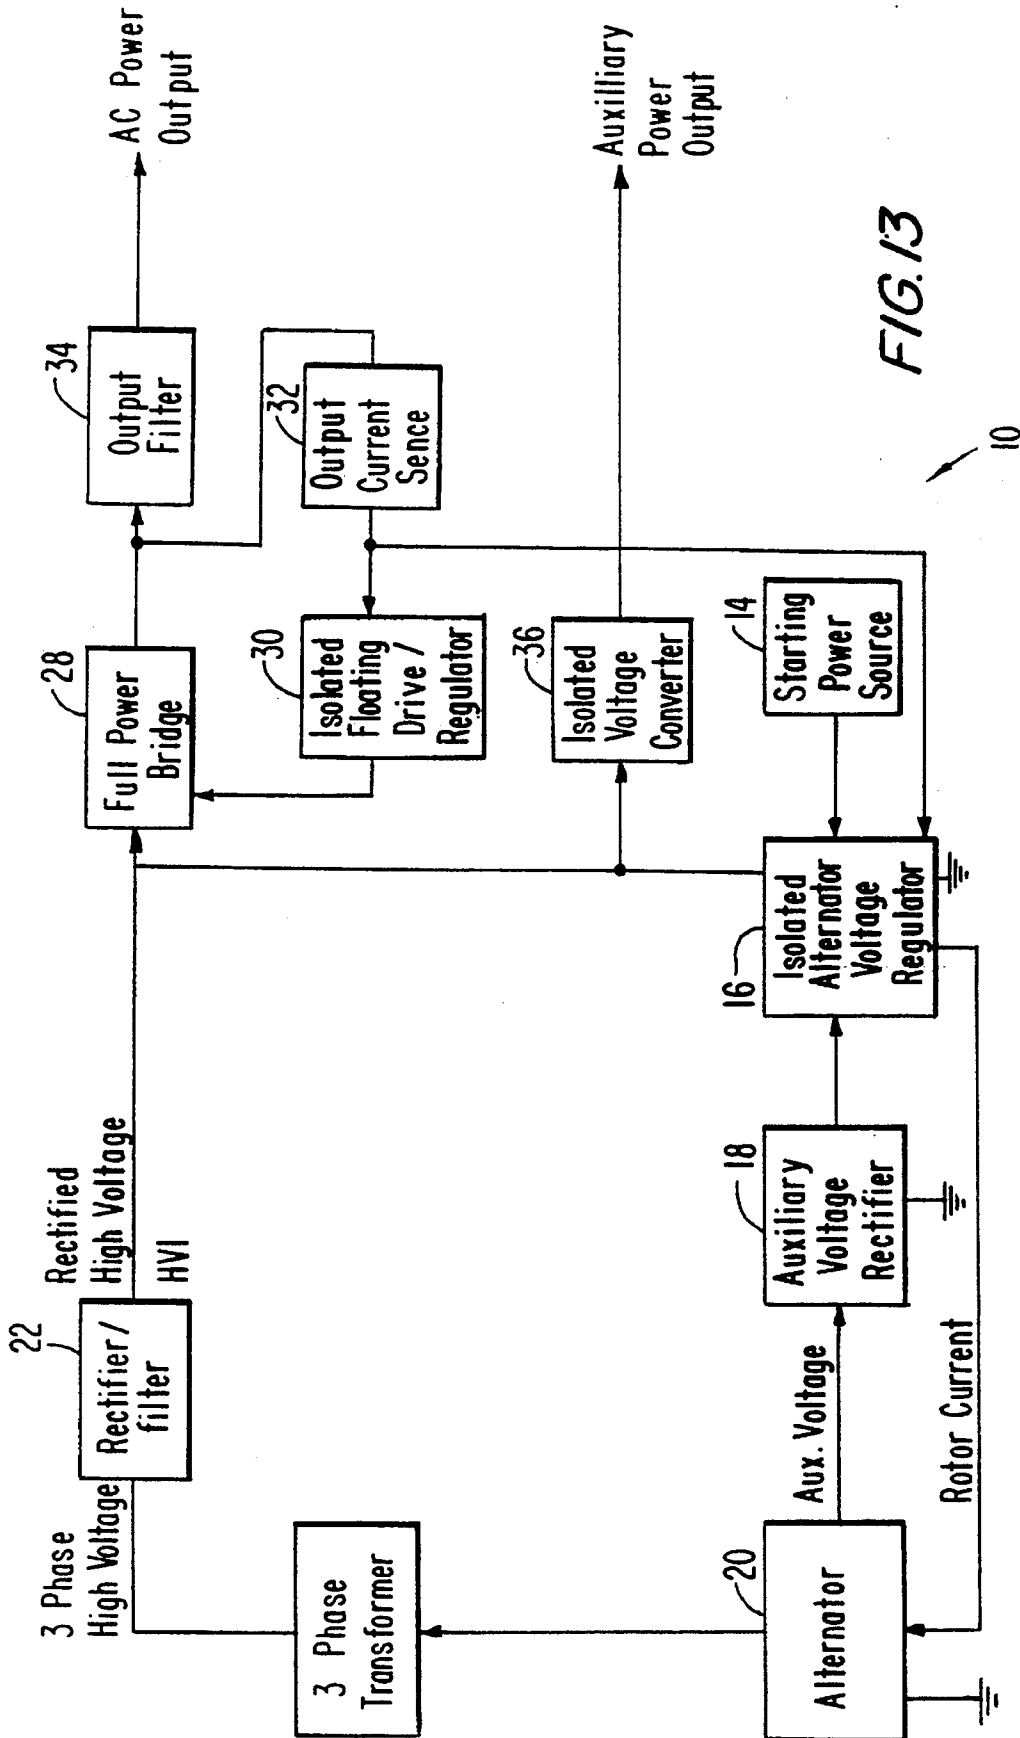 3 Phase
High Voltage
22
Rectifier/
filter
Rectified
High Voltage
HVI
28
Full Power
Bridge
34
Output
Filter
AC Power
Output
3 Phase
Transformer
30
Isolated
Floating
Drive /
Regulator
32
Output
Current
Sence
36
Isolated
Voltage
Converter
Auxilliary
Power
Output
20
Alternator
Aux. Voltage
18
Auxiliary
Voltage
Rectifier
16
Isolated
Alternator
Voltage
Regulator
14
Starting
Power
Source
Rotor Current
10
FIG.13